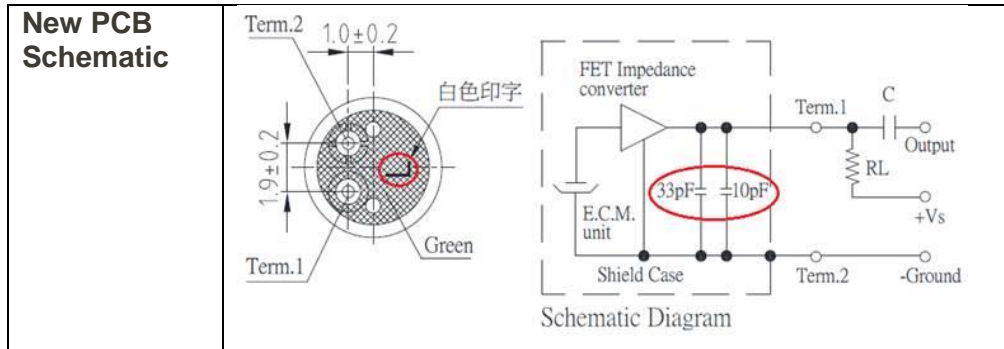 New PCB
Schematic
Term.2
1.0±0.2
白色印字
1.9±0.2
Term.1
Green
FET Impedance
converter
Term.1
C
Output
RL
33pF
10pF
+Vs
E.C.M.
unit
Shield Case
Term.2
-Ground
Schematic Diagram